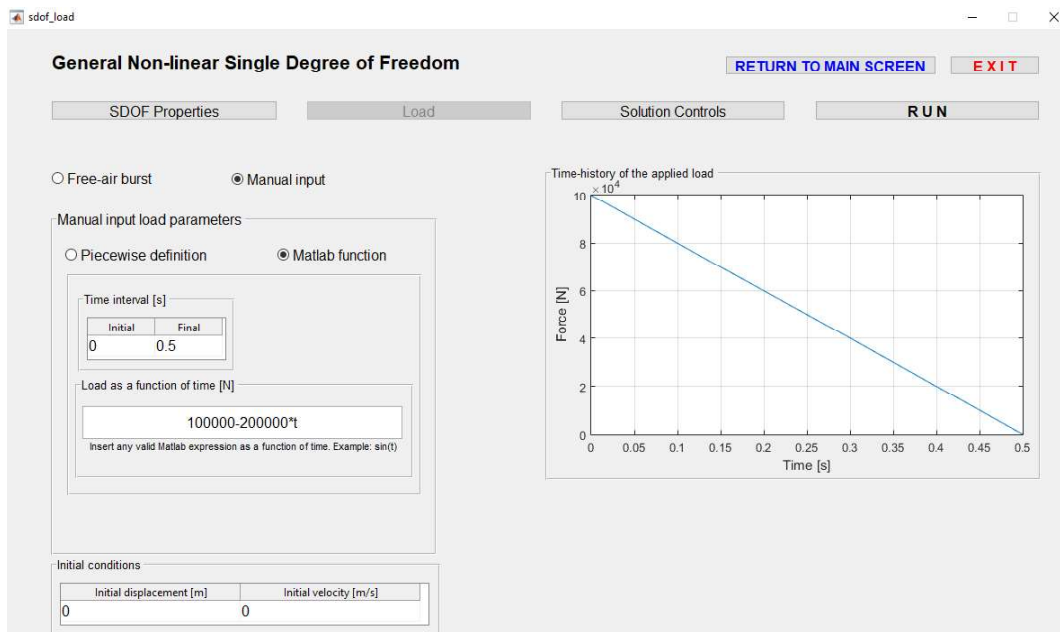 sdof_load
General Non-linear Single Degree of Freedom
RETURN TO MAIN SCREEN
E X I T
SDOF Properties
Load
Solution Controls
R U N
Free-air burst
Manual input
Manual input load parameters
Piecewise definition
Matlab function
Time interval [s]
Initial Final
0 0.5
Load as a function of time [N]
100000-200000*t
Insert any valid Matlab expression as a function of time. Example: sin(t)
Initial conditions
Initial displacement [m] Initial velocity [m/s]
0 0
Time-history of the applied load
×10^4
10
8
6
4
2
0
Force [N]
0 0.05 0.1 0.15 0.2 0.25 0.3 0.35 0.4 0.45 0.5
Time [s]